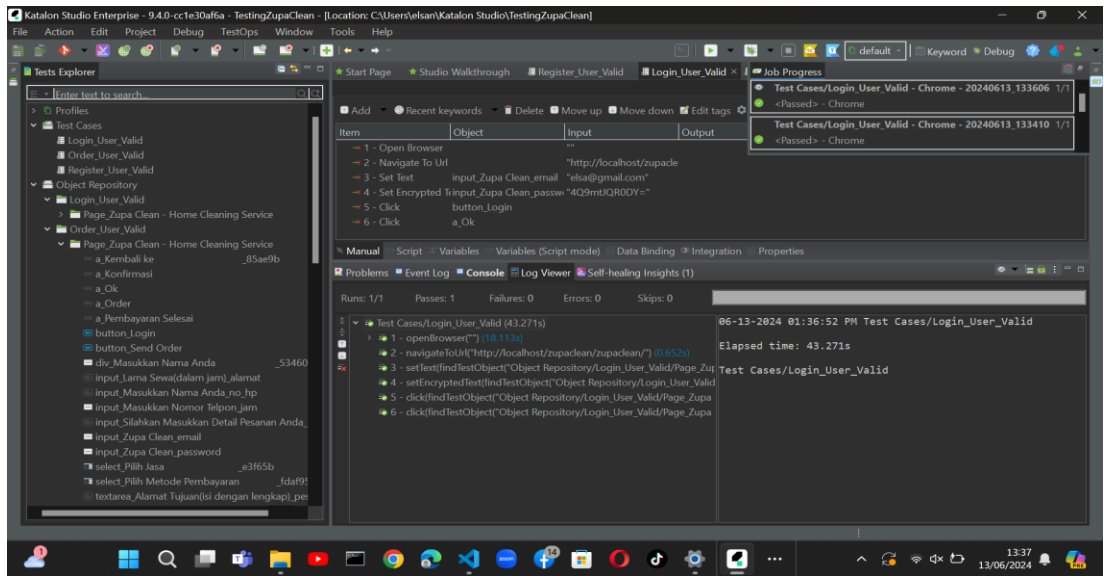 Katalon Studio Enterprise - 9.4.0-cc1e30af6a - TestingZupaClean - [Location: C:\Users\elsan\Katalon Studio\TestingZupaClean]
File Action Edit Project Debug TestOps Window Tools Help
default Keyword Debug
Tests Explorer
Enter text to search...
Profiles
Test Cases
Login_User_Valid
Order_User_Valid
Register_User_Valid
Object Repository
Login_User_Valid
Page_Zupa Clean - Home Cleaning Service
Order_User_Valid
Page_Zupa Clean - Home Cleaning Service
a_Kembali ke _85ae9b
a_Konfirmasi
a_Ok
a_Order
a_Pembayaran Selesai
button_Login
button_Send Order
div_Masukkan Nama Anda _53460
input_Lama Sewa(dalam jam)_alamat
input_Masukkan Nama Anda_no_hp
input_Masukkan Nomor Telpon_jam
input_Silahkan Masukkan Detail Pesanan Anda_
input_Zupa Clean_email
input_Zupa Clean_password
select_Pilih Jasa _e3f65b
select_Pilih Metode Pembayaran _fdaf95
textarea_Alamat Tujuan(isi dengan lengkap)_pe
Start Page Studio Walkthrough Register_User_Valid Login_User_Valid
Job Progress
Test Cases/Login_User_Valid - Chrome - 20240613_133606 1/1
<Passed> - Chrome
Test Cases/Login_User_Valid - Chrome - 20240613_133410 1/1
<Passed> - Chrome
Add Recent keywords Delete Move up Move down Edit tags
Item Object Input Output
1 - Open Browser ""
2 - Navigate To Url "http://localhost/zupacle
3 - Set Text input_Zupa Clean_email "elsa@gmail.com"
4 - Set Encrypted T input_Zupa Clean_passw "4Q9mtJQR0DY="
5 - Click button_Login
6 - Click a_Ok
Manual Script Variables Variables (Script mode) Data Binding Integration Properties
Problems Event Log Console Log Viewer Self-healing Insights (1)
Runs: 1/1 Passes: 1 Failures: 0 Errors: 0 Skips: 0
Test Cases/Login_User_Valid (43.271s)
1 - openBrowser("") (18.113s)
2 - navigateToUrl("http://localhost/zupaclean/zupaclean/") (0.652s)
3 - setText(findTestObject("Object Repository/Login_User_Valid/Page_Zup
4 - setEncryptedText(findTestObject("Object Repository/Login_User_Valid
5 - click(findTestObject("Object Repository/Login_User_Valid/Page_Zupa
6 - click(findTestObject("Object Repository/Login_User_Valid/Page_Zupa
06-13-2024 01:36:52 PM Test Cases/Login_User_Valid
Elapsed time: 43.271s
Test Cases/Login_User_Valid
1
zoom
14
13:37
13/06/2024
PRE